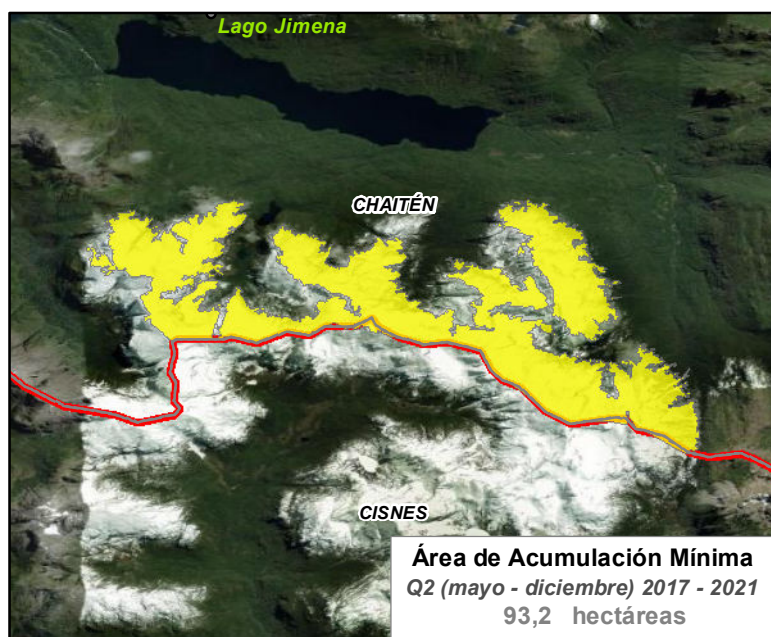 Lago Jimena
CHAITÉN
CISNES
Área de Acumulación Mínima
Q2 (mayo - diciembre) 2017 - 2021
93,2 hectáreas